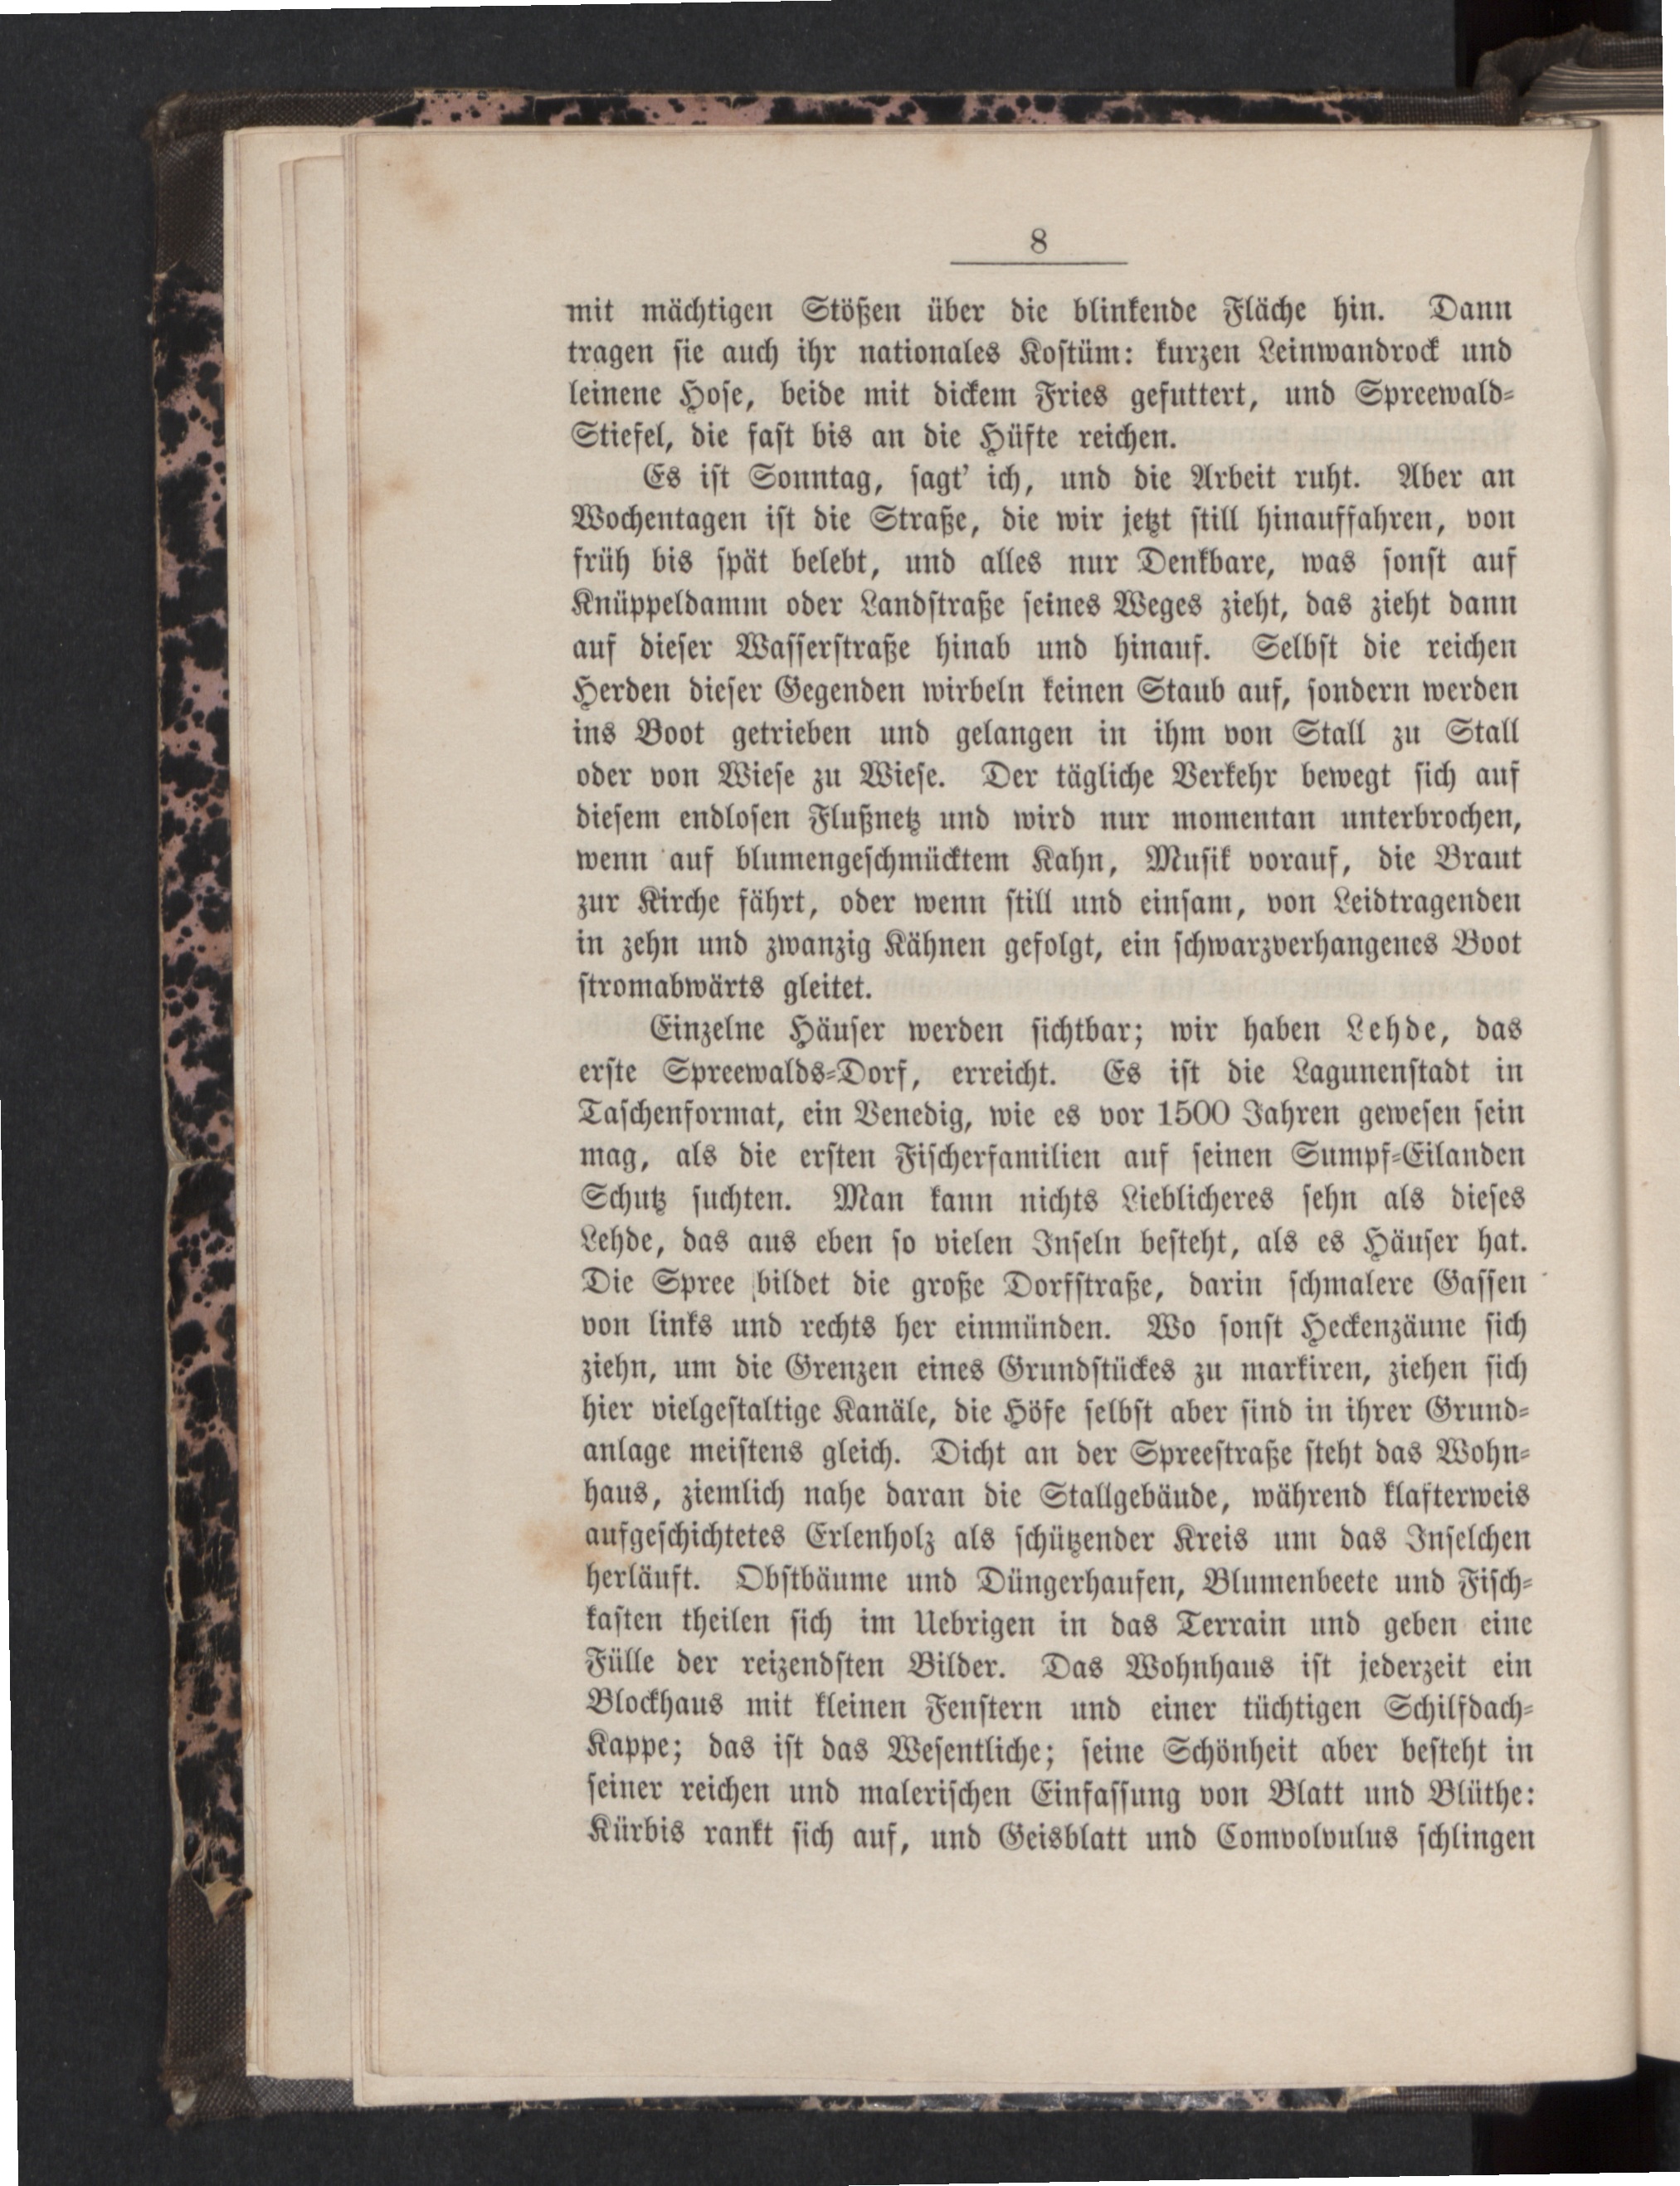 8
mit mächtigen Stößen über die blinkende Fläche hin. Dann
tragen sie auch ihr nationales Kostüm: kurzen Leinwandrock und
leinene Hose, beide mit dickem Fries gefuttert, und Spreewald-
Stiefel, die fast bis an die Hüfte reichen.
Es ist Sonntag, sagt' ich, und die Arbeit ruht. Aber an
Wochentagen ist die Straße, die wir jetzt still hinauffahren, von
früh bis spät belebt, und alles nur Denkbare, was sonst auf
Knüppeldamm oder Landstraße seines Weges zieht, das zieht dann
auf dieser Wasserstraße hinab und hinauf. Selbst die reichen
Herden dieser Gegenden wirbeln keinen Staub auf, sondern werden
ins Boot getrieben und gelangen in ihm von Stall zu Stall
oder von Wiese zu Wiese. Der tägliche Verkehr bewegt sich auf
diesem endlosen Flußnetz und wird nur momentan unterbrochen,
wenn auf blumengeschmücktem Kahn, Musik vorauf, die Braut
zur Kirche fährt, oder wenn still und einsam, von Leidtragenden
in zehn und zwanzig Kähnen gefolgt, ein schwarzverhangenes Boot
stromabwärts gleitet.
Einzelne Häuser werden sichtbar; wir haben Lehde, das
erste Spreewalds-Dorf, erreicht. Es ist die Lagunenstadt in
Taschenformat, ein Venedig, wie es vor 1500 Jahren gewesen sein
mag, als die ersten Fischerfamilien auf seinen Sumpf-Eilanden
Schutz suchten. Man kann nichts Lieblicheres sehn als dieses
Lehde, das aus eben so vielen Inseln besteht, als es Häuser hat.
Die Spree bildet die große Dorfstraße, darin schmalere Gassen
von links und rechts her einmünden. Wo sonst Heckenzäune sich
ziehn, um die Grenzen eines Grundstückes zu markiren, ziehen sich
hier vielgestaltige Kanäle, die Höfe selbst aber sind in ihrer Grund-
anlage meistens gleich. Dicht an der Spreestraße steht das Wohn-
haus, ziemlich nahe daran die Stallgebäude, während klafterweis
aufgeschichtetes Erlenholz als schützender Kreis um das Inselchen
herläuft. Obstbäume und Düngerhaufen, Blumenbeete und Fisch-
kasten theilen sich im Uebrigen in das Terrain und geben eine
Fülle der reizendsten Bilder. Das Wohnhaus ist jederzeit ein
Blockhaus mit kleinen Fenstern und einer tüchtigen Schilfdach-
Kappe; das ist das Wesentliche; seine Schönheit aber besteht in
seiner reichen und malerischen Einfassung von Blatt und Blüthe:
Kürbis rankt sich auf, und Geisblatt und Comvolvulus schlingen